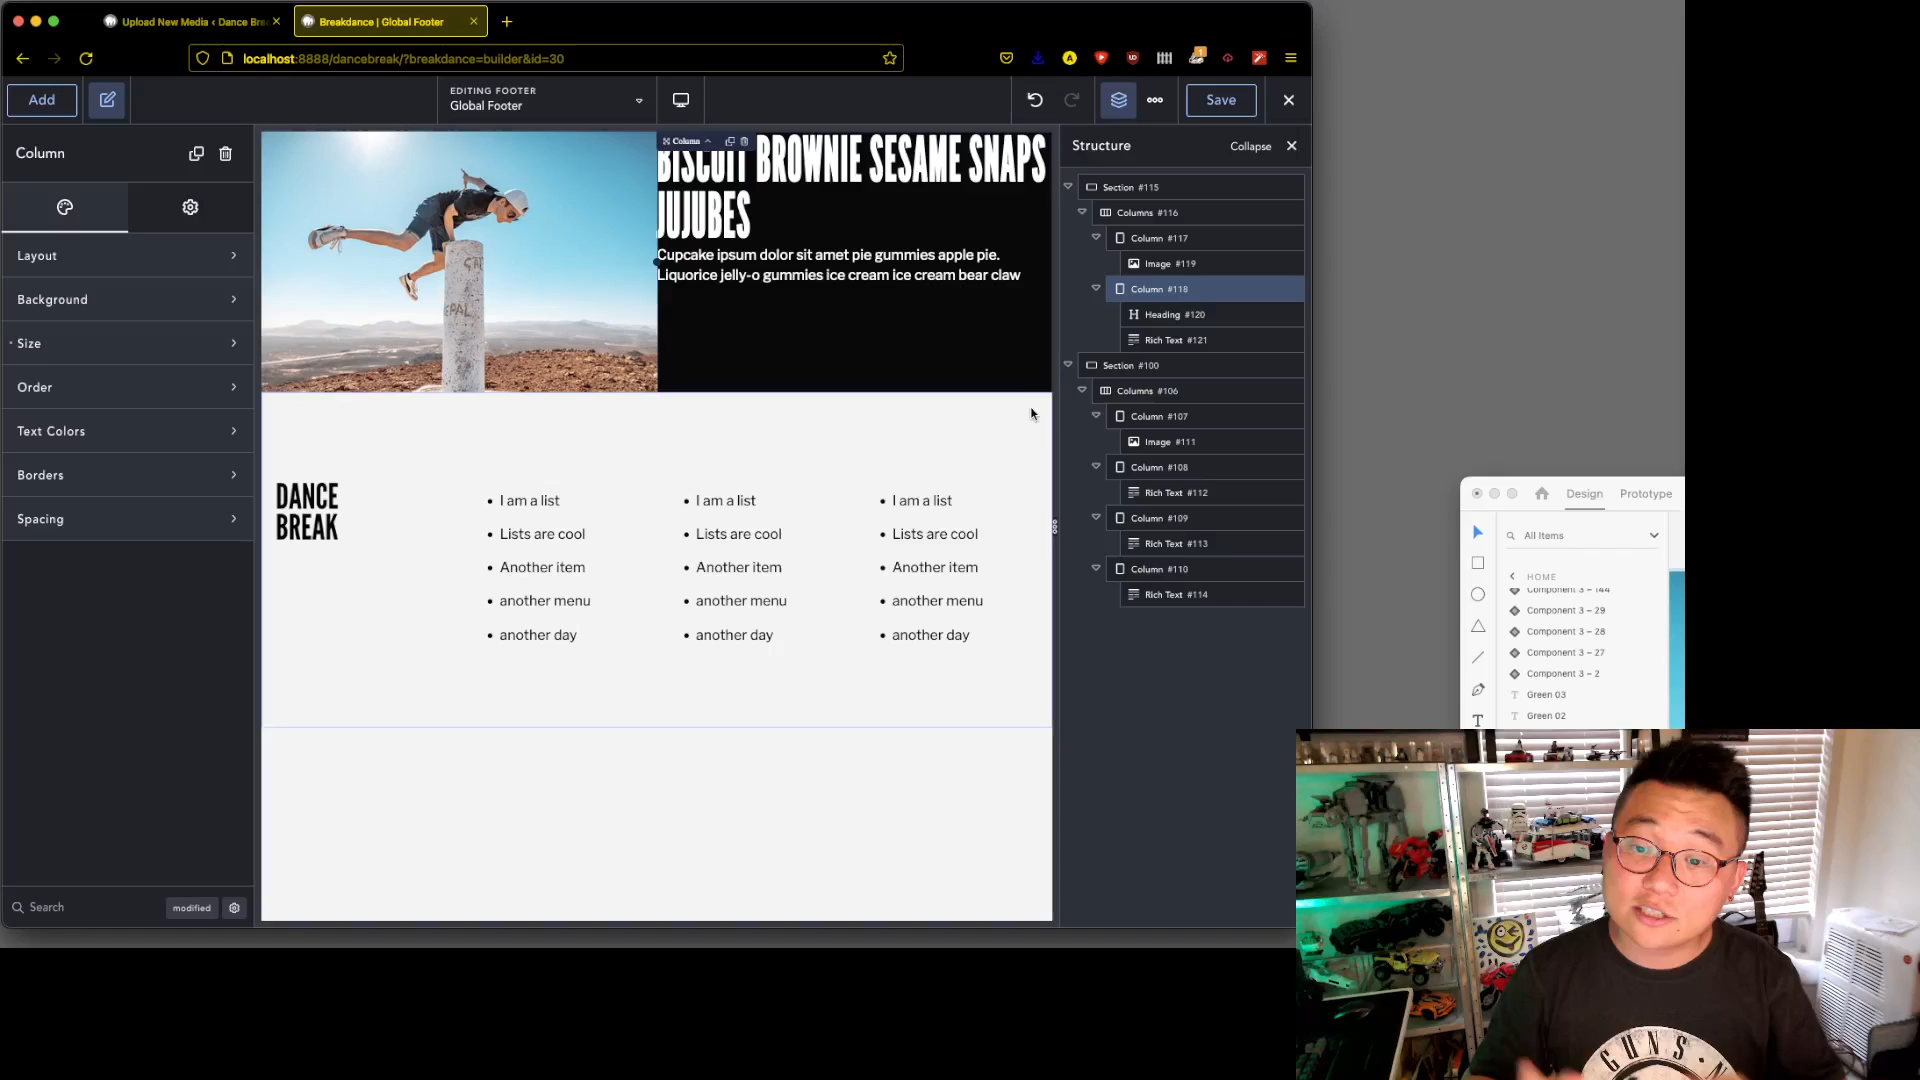 Upload New Media ‹ Dance Bre
Breakdance | Global Footer
localhost:8888/dancebreak/?breakdance=builder&id=30
Add
EDITING FOOTER
Global Footer
Save
Column
Layout
Background
Size
Order
Text Colors
Borders
Spacing
Search
modified
Column
BISCUIT BROWNIE SESAME SNAPS
JUJUBES
Cupcake ipsum dolor sit amet pie gummies apple pie.
Liquorice jelly-o gummies ice cream ice cream bear claw
DANCE
BREAK
• I am a list
• Lists are cool
• Another item
• another menu
• another day
• I am a list
• Lists are cool
• Another item
• another menu
• another day
• I am a list
• Lists are cool
• Another item
• another menu
• another day
Structure
Collapse
Section #115
Columns #116
Column #117
Image #119
Column #118
Heading #120
Rich Text #121
Section #100
Columns #106
Column #107
Image #111
Column #108
Rich Text #112
Column #109
Rich Text #113
Column #110
Rich Text #114
Design
Prototype
All Items
HOME
Component 3 – 144
Component 3 – 29
Component 3 – 28
Component 3 – 27
Component 3 – 2
Green 03
Green 02
GUNS